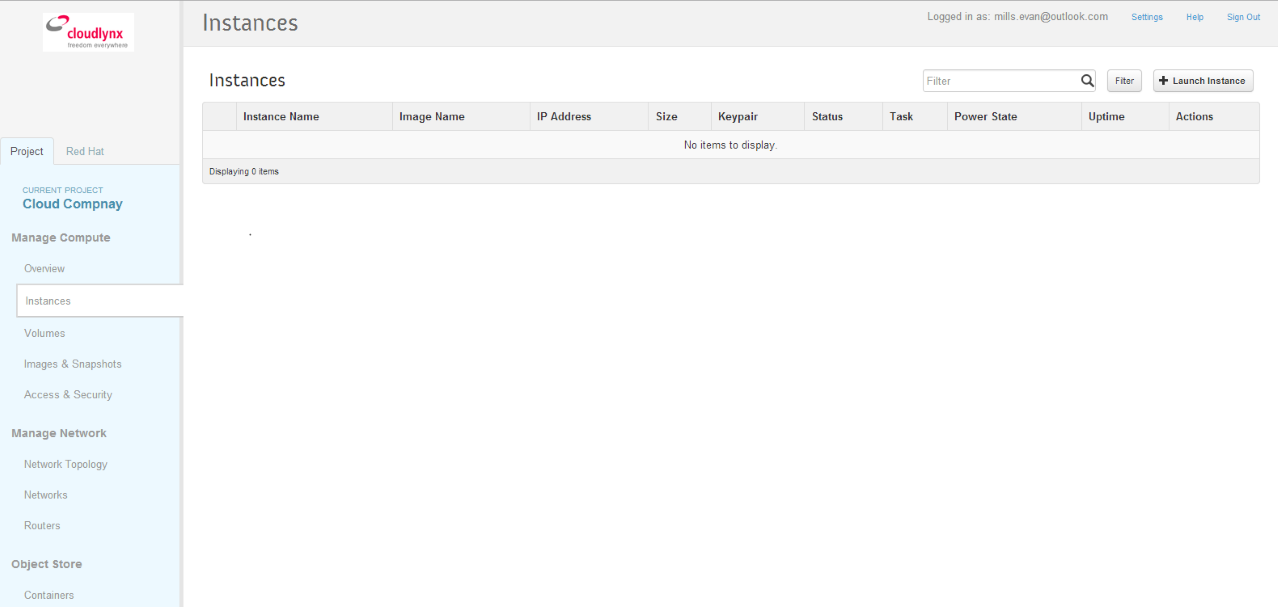 cloudlynx
freedom everywhere
Instances
Logged in as: mills.evan@outlook.com Settings Help Sign Out
Project Red Hat
CURRENT PROJECT
Cloud Compnay
Manage Compute
Overview
Instances
Volumes
Images & Snapshots
Access & Security
Manage Network
Network Topology
Networks
Routers
Object Store
Containers
Instances
Filter Filter + Launch Instance
Instance Name Image Name IP Address Size Keypair Status Task Power State Uptime Actions
No items to display.
Displaying 0 items
.